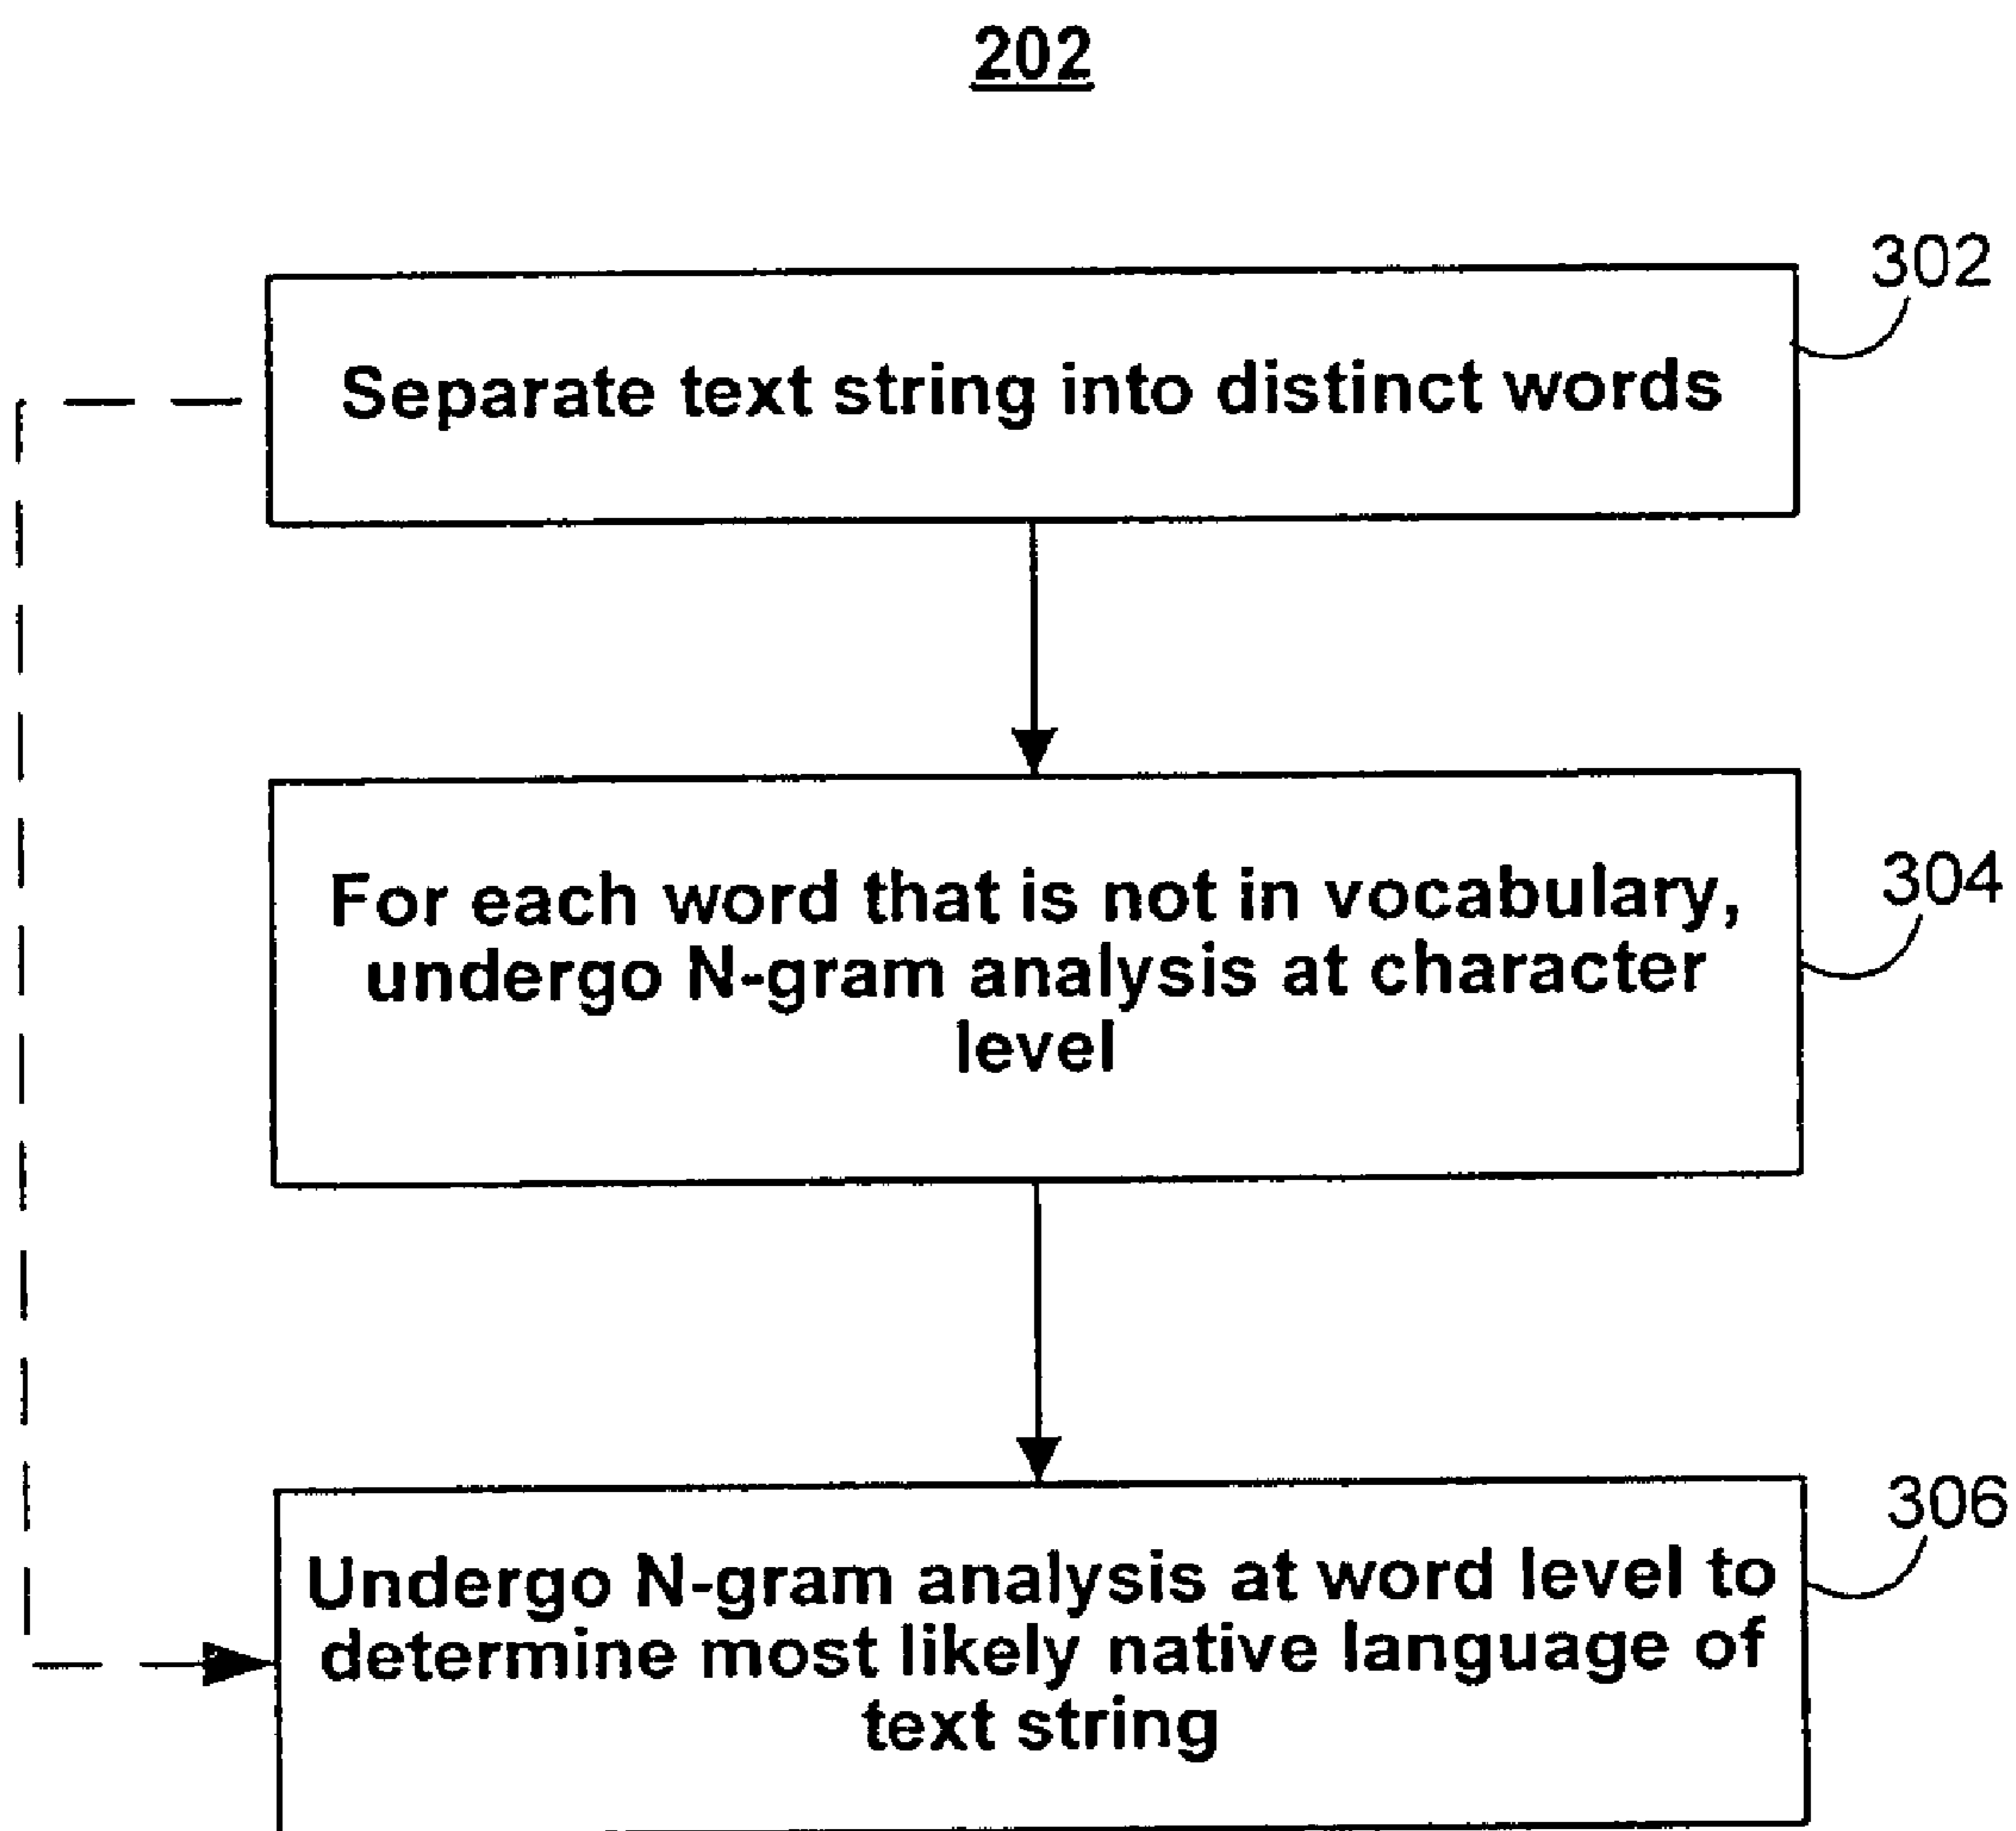 202
302
Separate text string into distinct words
304
For each word that is not in vocabulary,
undergo N-gram analysis at character
level
306
Undergo N-gram analysis at word level to
determine most likely native language of
text string